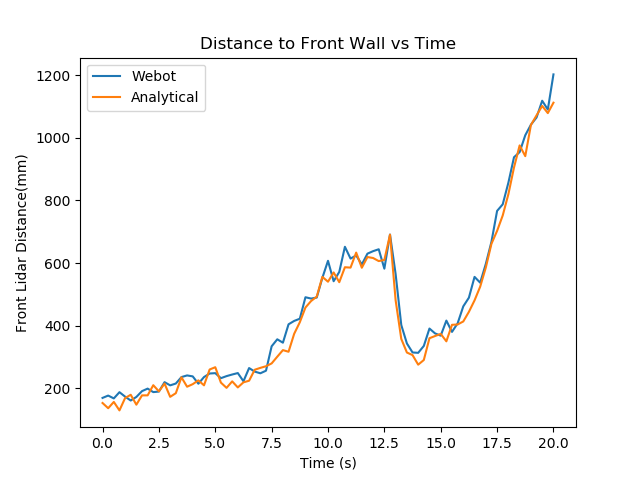 Distance to Front Wall vs Time
Webot
Analytical
Front Lidar Distance(mm)
1200
1000
800
600
400
200
0.0 2.5 5.0 7.5 10.0 12.5 15.0 17.5 20.0
Time (s)